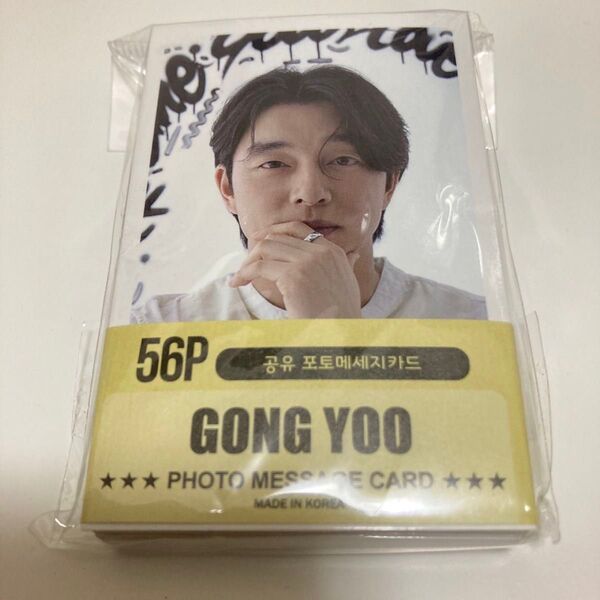 56P 공유 포토메세지카드
GONG YOO
★★★ PHOTO MESSAGE CARD ★★★
MADE IN KOREA